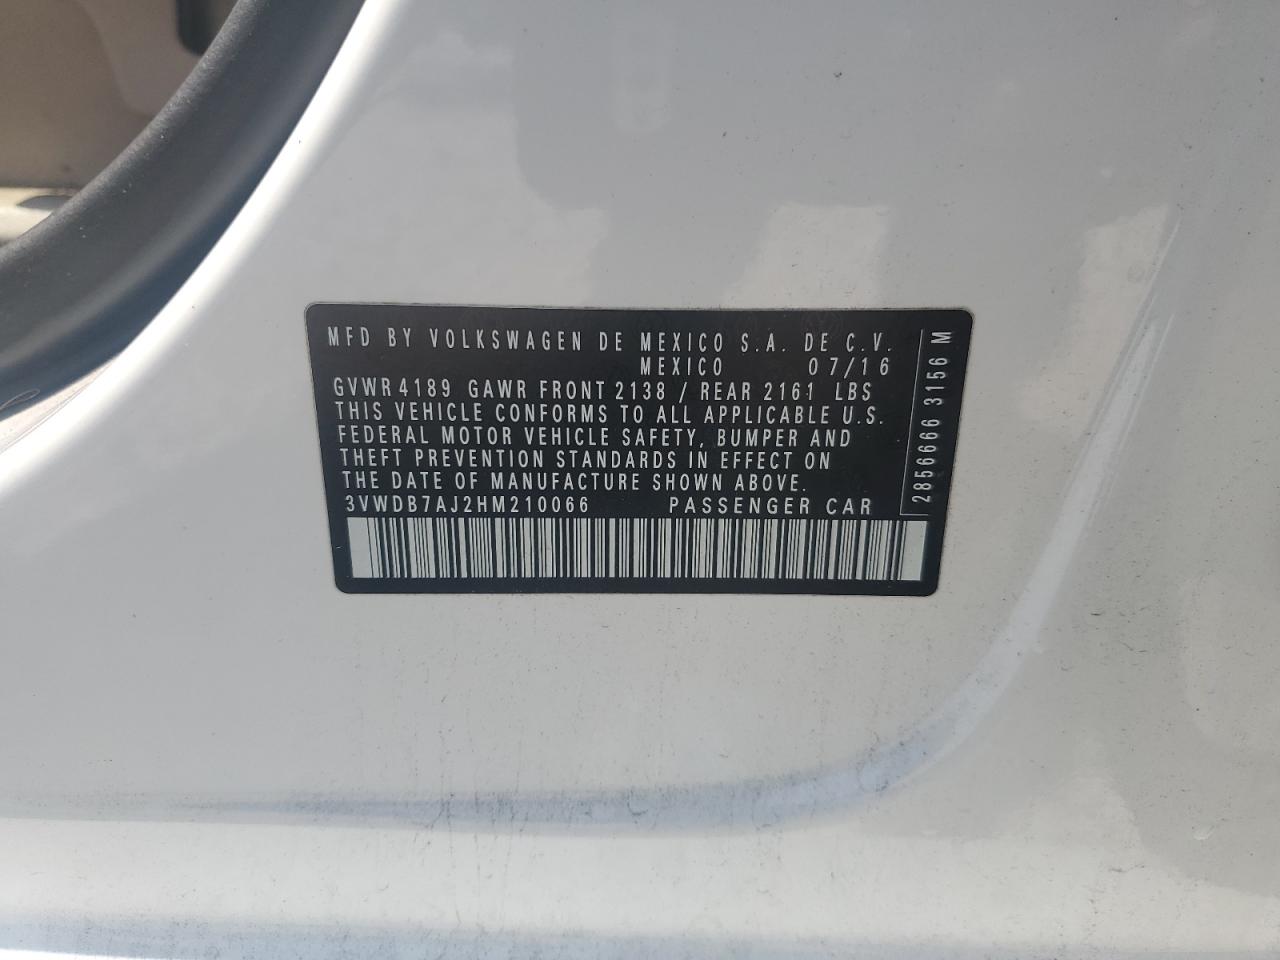 MFD BY VOLKSWAGEN DE MEXICO S.A. DE C.V.
MEXICO 07/16
GVWR 4189 GAWR FRONT 2138 / REAR 2161 LBS
THIS VEHICLE CONFORMS TO ALL APPLICABLE U.S.
FEDERAL MOTOR VEHICLE SAFETY, BUMPER AND
THEFT PREVENTION STANDARDS IN EFFECT ON
THE DATE OF MANUFACTURE SHOWN ABOVE.
3VWDB7AJ2HM210066 PASSENGER CAR
2856666 3156 M